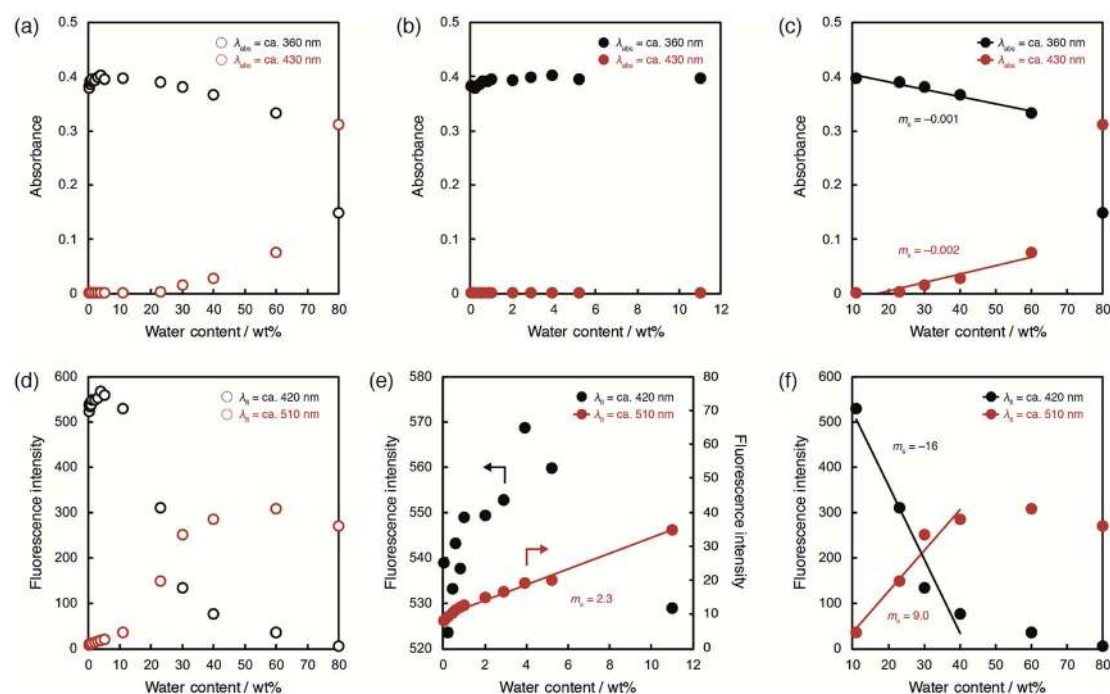 (a)
0.5
0.4
0.3
0.2
0.1
0
Absorbance
λabs = ca. 360 nm
λabs = ca. 430 nm
0 10 20 30 40 50 60 70 80
Water content / wt%
(b)
0.5
0.4
0.3
0.2
0.1
0
Absorbance
λabs = ca. 360 nm
λabs = ca. 430 nm
0 2 4 6 8 10 12
Water content / wt%
(c)
0.5
0.4
0.3
0.2
0.1
0
Absorbance
λabs = ca. 360 nm
λabs = ca. 430 nm
ms = –0.001
ms = –0.002
10 20 30 40 50 60 70 80
Water content / wt%
(d)
600
500
400
300
200
100
0
Fluorescence intensity
λfl = ca. 420 nm
λfl = ca. 510 nm
0 10 20 30 40 50 60 70 80
Water content / wt%
(e)
580
570
560
550
540
530
520
Fluorescence intensity
λfl = ca. 420 nm
λfl = ca. 510 nm
ms = 2.3
80
70
60
50
40
30
20
10
0
Fluorescence intensity
0 2 4 6 8 10 12
Water content / wt%
(f)
600
500
400
300
200
100
0
Fluorescence intensity
λfl = ca. 420 nm
λfl = ca. 510 nm
ms = –16
ms = 9.0
10 20 30 40 50 60 70 80
Water content / wt%